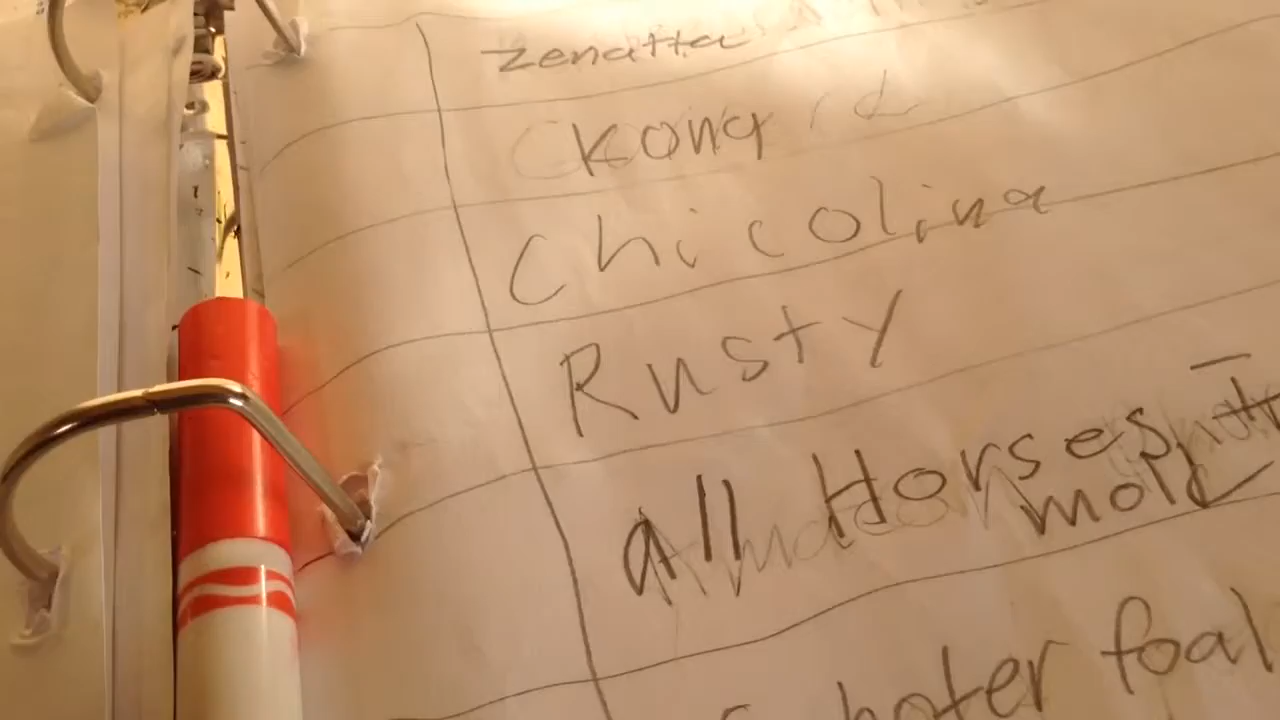 zenatta
Kong
Chicolina
Rusty
All Horses
mold
foal